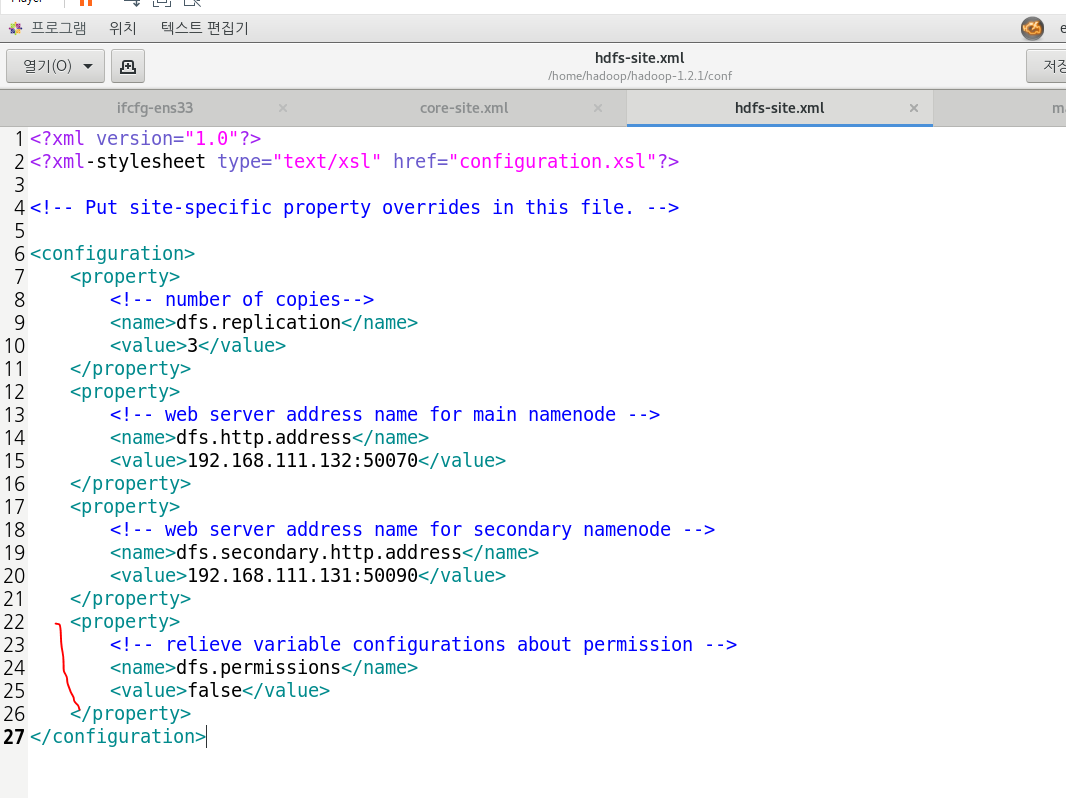 프로그램 위치 텍스트 편집기
열기(O) hdfs-site.xml
/home/hadoop/hadoop-1.2.1/conf
ifcfg-ens33 core-site.xml hdfs-site.xml
1 <?xml version="1.0"?>
2 <?xml-stylesheet type="text/xsl" href="configuration.xsl"?>
3
4 <!-- Put site-specific property overrides in this file. -->
5
6 <configuration>
7 <property>
8 <!-- number of copies-->
9 <name>dfs.replication</name>
10 <value>3</value>
11 </property>
12 <property>
13 <!-- web server address name for main namenode -->
14 <name>dfs.http.address</name>
15 <value>192.168.111.132:50070</value>
16 </property>
17 <property>
18 <!-- web server address name for secondary namenode -->
19 <name>dfs.secondary.http.address</name>
20 <value>192.168.111.131:50090</value>
21 </property>
22 <property>
23 <!-- relieve variable configurations about permission -->
24 <name>dfs.permissions</name>
25 <value>false</value>
26 </property>
27 </configuration>